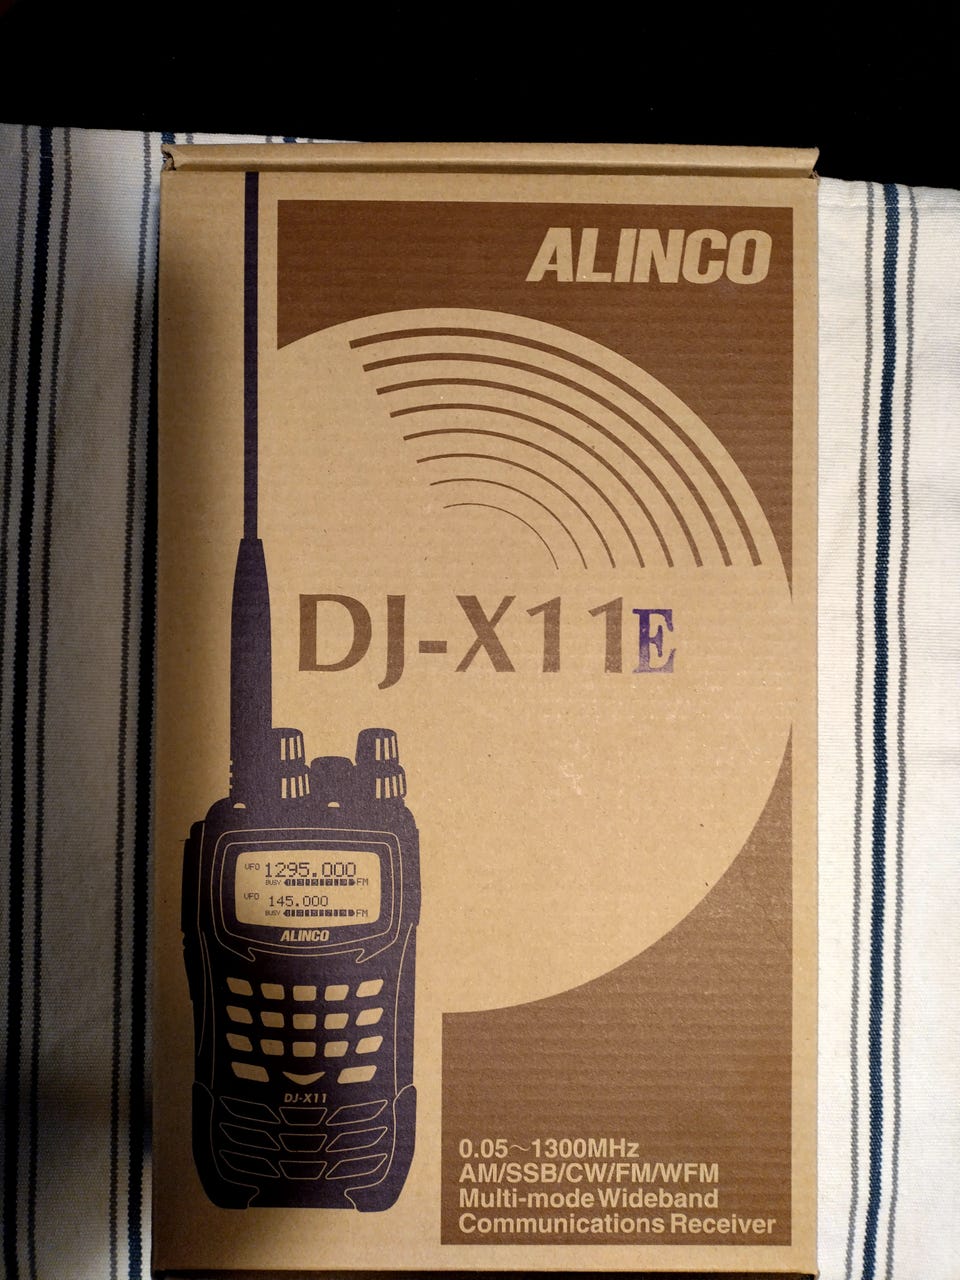 ALINCO
DJ-X11E
VFO 1295.000
BUSY FM
VFO 145.000
BUSY FM
ALINCO
DJ-X11
0.05~1300MHz
AM/SSB/CW/FM/WFM
Multi-mode Wideband
Communications Receiver